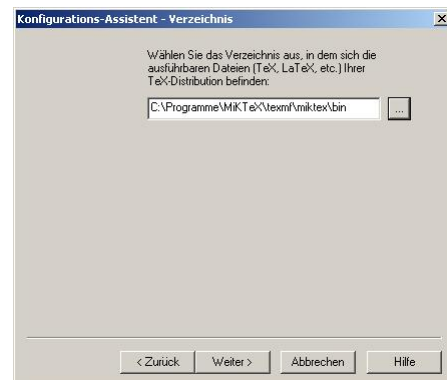 Konfigurations-Assistent - Verzeichnis
Wählen Sie das Verzeichnis aus, in dem sich die
ausführbaren Dateien (TeX, LaTeX, etc.) Ihrer
TeX-Distribution befinden:
C:\Programme\MiKTeX\texmf\miktex\bin
...
< Zurück
Weiter >
Abbrechen
Hilfe